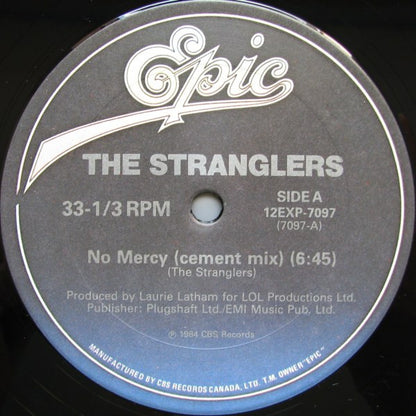 Epic
THE STRANGLERS
33-1/3 RPM
SIDE A
12EXP-7097
(7097-A)
No Mercy (cement mix) (6:45)
(The Stranglers)
Produced by Laurie Latham for LOL Productions Ltd.
Publisher: Plugshaft Ltd./EMI Music Pub. Ltd.
℗ 1984 CBS Records
MANUFACTURED BY CBS RECORDS CANADA, LTD. T.M. OWNER "EPIC"